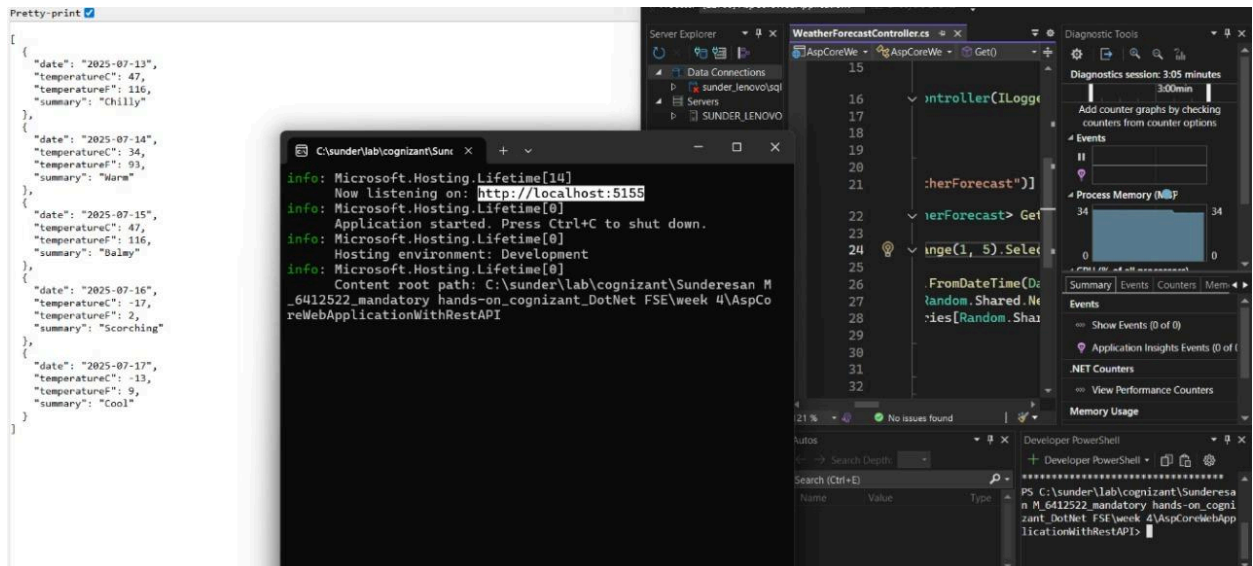 Pretty-print
[
{
"date": "2025-07-13",
"temperatureC": 47,
"temperatureF": 116,
"summary": "Chilly"
},
{
"date": "2025-07-14",
"temperatureC": 34,
"temperatureF": 93,
"summary": "Warm"
},
{
"date": "2025-07-15",
"temperatureC": 47,
"temperatureF": 116,
"summary": "Balmy"
},
{
"date": "2025-07-16",
"temperatureC": -17,
"temperatureF": 2,
"summary": "Scorching"
},
{
"date": "2025-07-17",
"temperatureC": -13,
"temperatureF": 9,
"summary": "Cool"
}
]
C:\sunder\lab\cognizant\Sund
info: Microsoft.Hosting.Lifetime[14]
Now listening on: http://localhost:5155
info: Microsoft.Hosting.Lifetime[0]
Application started. Press Ctrl+C to shut down.
info: Microsoft.Hosting.Lifetime[0]
Hosting environment: Development
info: Microsoft.Hosting.Lifetime[0]
Content root path: C:\sunder\lab\cognizant\Sunderesan M
_6412522_mandatory hands-on_cognizant_DotNet FSE\week 4\AspCo
reWebApplicationWithRestAPI
Server Explorer
Data Connections
sunder_lenovo\sql
Servers
SUNDER_LENOVO
WeatherForecastController.cs
AspCoreWe
AspCoreWe
Get()
15
16 ontroller(ILogge
17
18
19
20
21 :herForecast")]
22 nerForecast> Get
23
24 ange(1, 5).Selec
25
26 .FromDateTime(Da
27 Random.Shared.Ne
28 ries[Random.Shar
29
30
31
32
121 %
No issues found
Diagnostic Tools
Diagnostics session: 3:05 minutes
3:00min
Add counter graphs by checking
counters from counter options
Events
Process Memory
34 34
0 0
Summary Events Counters Mem
Events
Show Events (0 of 0)
Application Insights Events (0 of (
.NET Counters
View Performance Counters
Memory Usage
Autos
Search Depth:
Search (Ctrl+E)
Name Value Type
Developer PowerShell
Developer PowerShell
**********************************
PS C:\sunder\lab\cognizant\Sunderesa
n M_6412522_mandatory hands-on_cogni
zant_DotNet FSE\week 4\AspCoreWebApp
licationWithRestAPI>